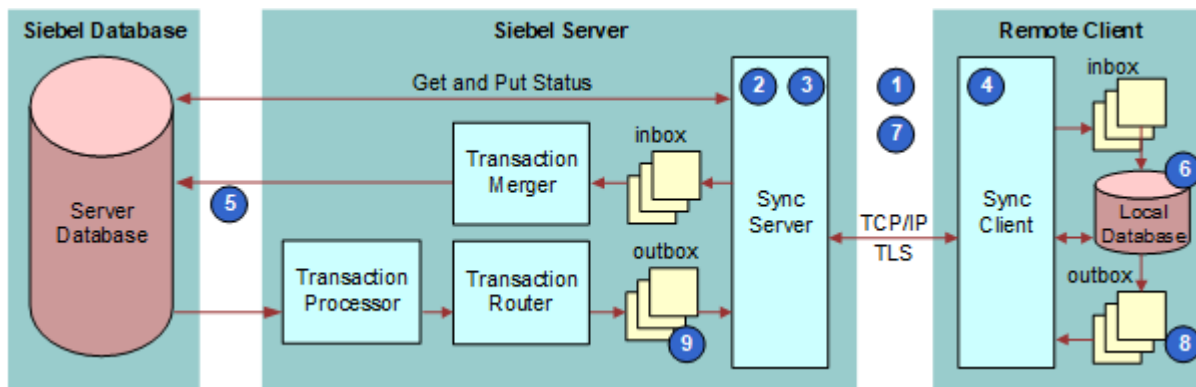 Siebel Database
Siebel Server
Remote Client
Get and Put Status
2
3
1
4
inbox
7
inbox
Transaction
Merger
6
5
Server
Database
Sync
Server
TCP/IP
TLS
Sync
Client
Local
Database
outbox
outbox
Transaction
Processor
Transaction
Router
9
8